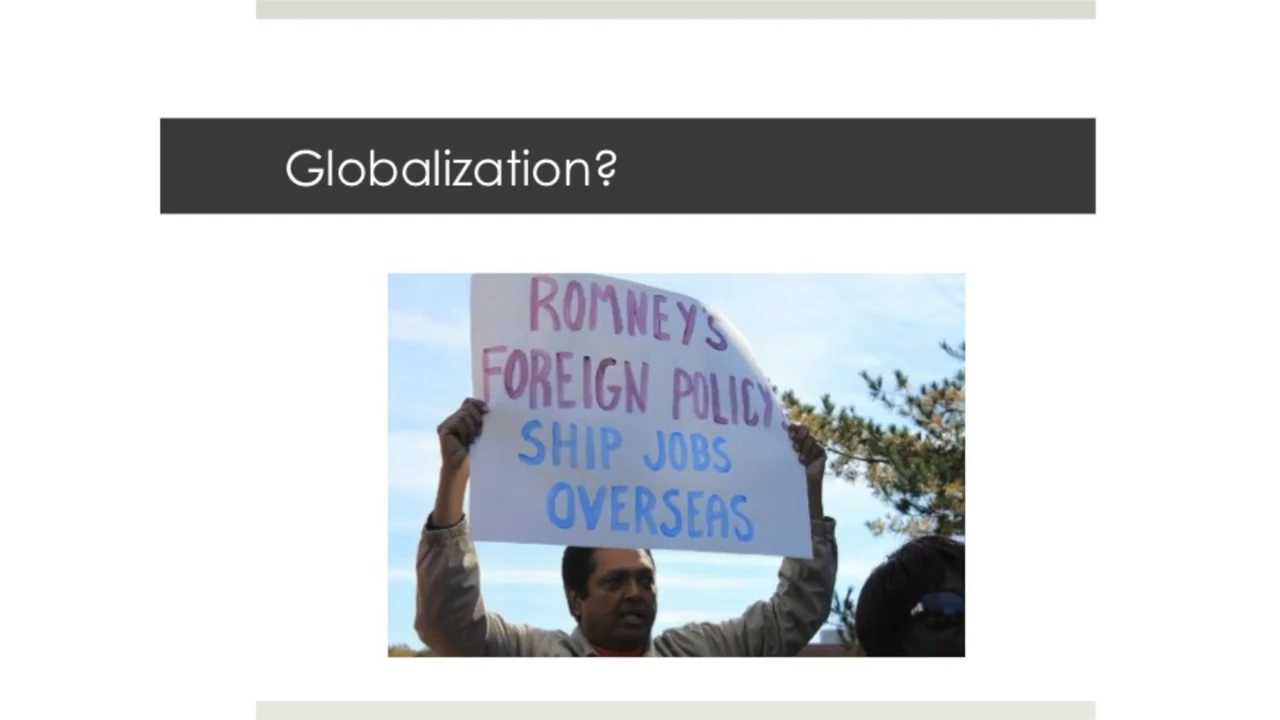 Globalization?
ROMNEY'S
FOREIGN POLICY:
SHIP JOBS
OVERSEAS